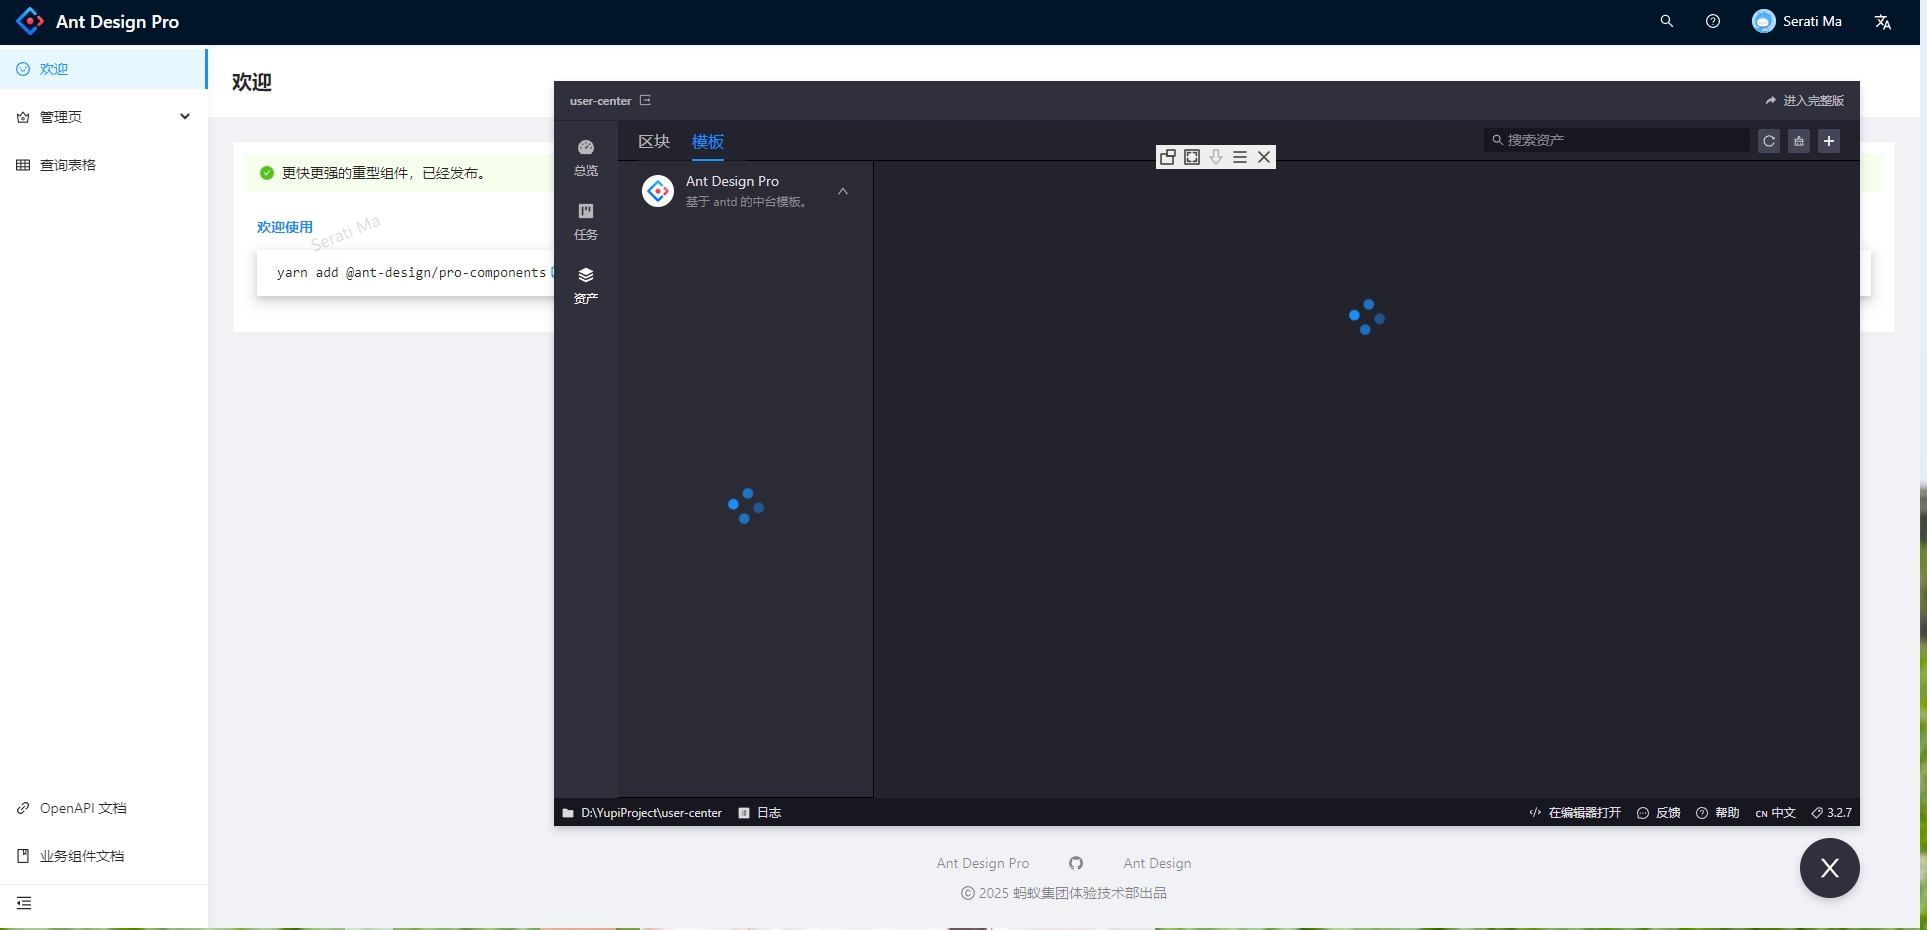 Ant Design Pro
Serati Ma
欢迎
管理页
查询表格
OpenAPI 文档
业务组件文档
欢迎
更快更强的重型组件，已经发布。
欢迎使用
Serati Ma
yarn add @ant-design/pro-components
user-center
进入完整版
总览
任务
资产
区块 模板
搜索资产
Ant Design Pro
基于 antd 的中台模板。
D:\YupiProject\user-center 日志
在编辑器打开 反馈 帮助 CN 中文 3.2.7
Ant Design Pro Ant Design
© 2025 蚂蚁集团体验技术部出品